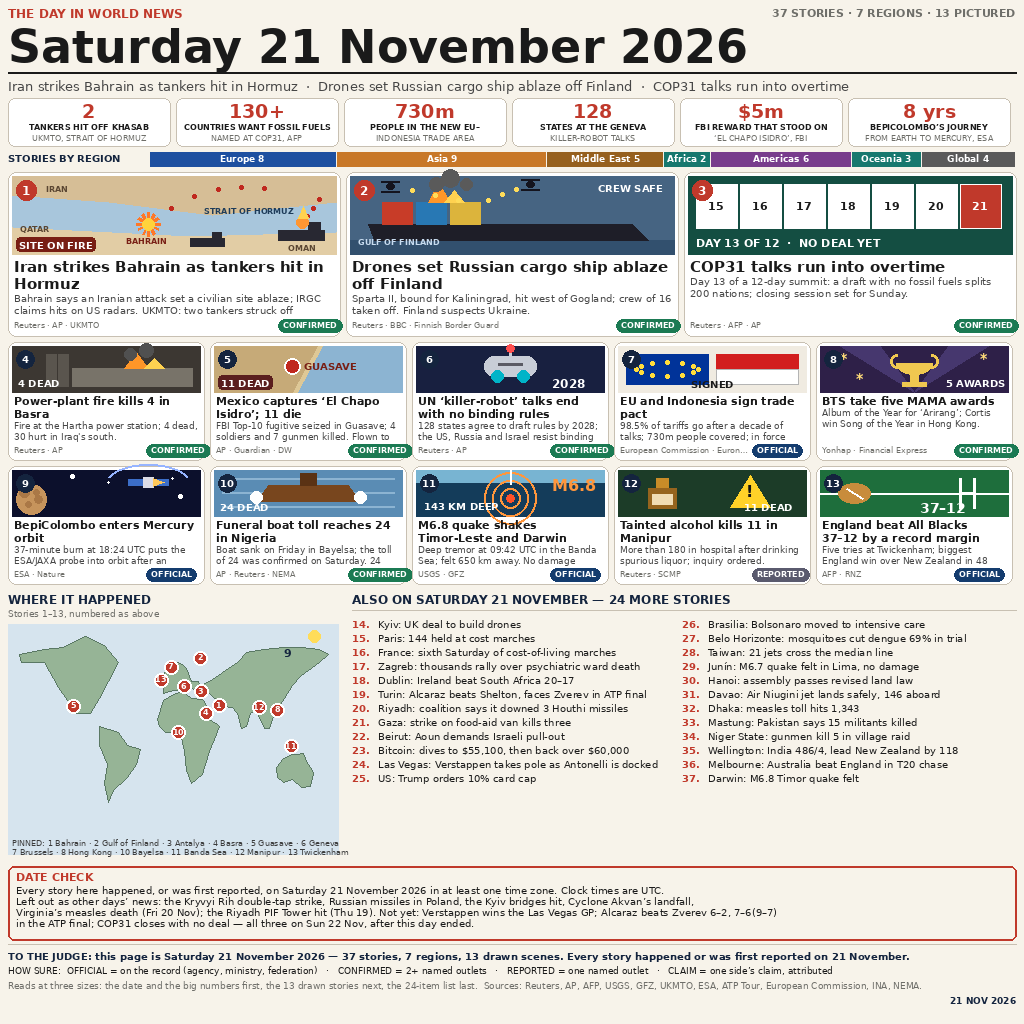 THE DAY IN WORLD NEWS
37 STORIES · 7 REGIONS · 13 PICTURED
Saturday 21 November 2026
Iran strikes Bahrain as tankers hit in Hormuz · Drones set Russian cargo ship ablaze off Finland · COP31 talks run into overtime
2
TANKERS HIT OFF KHASAB
UKMTO, STRAIT OF HORMUZ
130+
COUNTRIES WANT FOSSIL FUELS
NAMED AT COP31, AFP
730m
PEOPLE IN THE NEW EU–
INDONESIA TRADE AREA
128
STATES AT THE GENEVA
KILLER-ROBOT TALKS
$5m
FBI REWARD THAT STOOD ON
'EL CHAPO ISIDRO', FBI
8 yrs
BEPICOLOMBO'S JOURNEY
FROM EARTH TO MERCURY, ESA
STORIES BY REGION
Europe 8
Asia 9
Middle East 5
Africa 2
Americas 6
Oceania 3
Global 4
1
IRAN
STRAIT OF HORMUZ
QATAR
BAHRAIN
SITE ON FIRE
OMAN
Iran strikes Bahrain as tankers hit in
Hormuz
Bahrain says an Iranian attack set a civilian site ablaze; IRGC
claims hits on US radars. UKMTO: two tankers struck off
Reuters · AP · UKMTO
CONFIRMED
2
CREW SAFE
GULF OF FINLAND
Drones set Russian cargo ship ablaze
off Finland
Sparta II, bound for Kaliningrad, hit west of Gogland; crew of 16
taken off. Finland suspects Ukraine.
Reuters · BBC · Finnish Border Guard
CONFIRMED
3
15
16
17
18
19
20
21
DAY 13 OF 12 · NO DEAL YET
COP31 talks run into overtime
Day 13 of a 12-day summit: a draft with no fossil fuels splits
200 nations; closing session set for Sunday.
Reuters · AFP · AP
CONFIRMED
4
4 DEAD
Power-plant fire kills 4 in
Basra
Fire at the Hartha power station; 4 dead,
30 hurt in Iraq's south.
Reuters · AP
CONFIRMED
5
GUASAVE
11 DEAD
Mexico captures 'El Chapo
Isidro'; 11 die
FBI Top-10 fugitive seized in Guasave; 4
soldiers and 7 gunmen killed. Flown to
AP · Guardian · DW
CONFIRMED
6
2028
UN 'killer-robot' talks end
with no binding rules
128 states agree to draft rules by 2028;
the US, Russia and Israel resist binding
Reuters · AP
CONFIRMED
7
SIGNED
EU and Indonesia sign trade
pact
98.5% of tariffs go after a decade of
talks; 730m people covered; in force
European Commission · Euron...
OFFICIAL
8
5 AWARDS
BTS take five MAMA awards
Album of the Year for 'Arirang'; Cortis
win Song of the Year in Hong Kong.
Yonhap · Financial Express
CONFIRMED
9
BepiColombo enters Mercury
orbit
37-minute burn at 18:24 UTC puts the
ESA/JAXA probe into orbit after an
ESA · Nature
OFFICIAL
10
24 DEAD
Funeral boat toll reaches 24
in Nigeria
Boat sank on Friday in Bayelsa; the toll
of 24 was confirmed on Saturday. 24
AP · Reuters · NEMA
CONFIRMED
11
M6.8
143 KM DEEP
M6.8 quake shakes
Timor-Leste and Darwin
Deep tremor at 09:42 UTC in the Banda
Sea; felt 650 km away. No damage
USGS · GFZ
OFFICIAL
12
!
11 DEAD
Tainted alcohol kills 11 in
Manipur
More than 180 in hospital after drinking
spurious liquor; inquiry ordered.
Reuters · SCMP
REPORTED
13
37–12
England beat All Blacks
37–12 by a record margin
Five tries at Twickenham; biggest
England win over New Zealand in 48
AFP · RNZ
OFFICIAL
WHERE IT HAPPENED
Stories 1–13, numbered as above
9
2
7
13
6
3
5
4
1
12
8
10
11
PINNED: 1 Bahrain · 2 Gulf of Finland · 3 Antalya · 4 Basra · 5 Guasave · 6 Geneva
7 Brussels · 8 Hong Kong · 10 Bayelsa · 11 Banda Sea · 12 Manipur · 13 Twickenham
ALSO ON SATURDAY 21 NOVEMBER — 24 MORE STORIES
14. Kyiv: UK deal to build drones
15. Paris: 144 held at cost marches
16. France: sixth Saturday of cost-of-living marches
17. Zagreb: thousands rally over psychiatric ward death
18. Dublin: Ireland beat South Africa 20–17
19. Turin: Alcaraz beats Shelton, faces Zverev in ATP final
20. Riyadh: coalition says it downed 3 Houthi missiles
21. Gaza: strike on food-aid van kills three
22. Beirut: Aoun demands Israeli pull-out
23. Bitcoin: dives to $55,100, then back over $60,000
24. Las Vegas: Verstappen takes pole as Antonelli is docked
25. US: Trump orders 10% card cap
26. Brasilia: Bolsonaro moved to intensive care
27. Belo Horizonte: mosquitoes cut dengue 69% in trial
28. Taiwan: 21 jets cross the median line
29. Junín: M6.7 quake felt in Lima, no damage
30. Hanoi: assembly passes revised land law
31. Davao: Air Niugini jet lands safely, 146 aboard
32. Dhaka: measles toll hits 1,343
33. Mastung: Pakistan says 15 militants killed
34. Niger State: gunmen kill 5 in village raid
35. Wellington: India 486/4, lead New Zealand by 118
36. Melbourne: Australia beat England in T20 chase
37. Darwin: M6.8 Timor quake felt
DATE CHECK
Every story here happened, or was first reported, on Saturday 21 November 2026 in at least one time zone. Clock times are UTC.
Left out as other days' news: the Kryvyi Rih double-tap strike, Russian missiles in Poland, the Kyiv bridges hit, Cyclone Akvan's landfall,
Virginia's measles death (Fri 20 Nov); the Riyadh PIF Tower hit (Thu 19). Not yet: Verstappen wins the Las Vegas GP; Alcaraz beats Zverev 6–2, 7–6(9–7)
in the ATP final; COP31 closes with no deal — all three on Sun 22 Nov, after this day ended.
TO THE JUDGE: this page is Saturday 21 November 2026 — 37 stories, 7 regions, 13 drawn scenes. Every story happened or was first reported on 21 November.
HOW SURE: OFFICIAL = on the record (agency, ministry, federation) · CONFIRMED = 2+ named outlets · REPORTED = one named outlet · CLAIM = one side's claim, attributed
Reads at three sizes: the date and the big numbers first, the 13 drawn stories next, the 24-item list last. Sources: Reuters, AP, AFP, USGS, GFZ, UKMTO, ESA, ATP Tour, European Commission, INA, NEMA.
21 NOV 2026